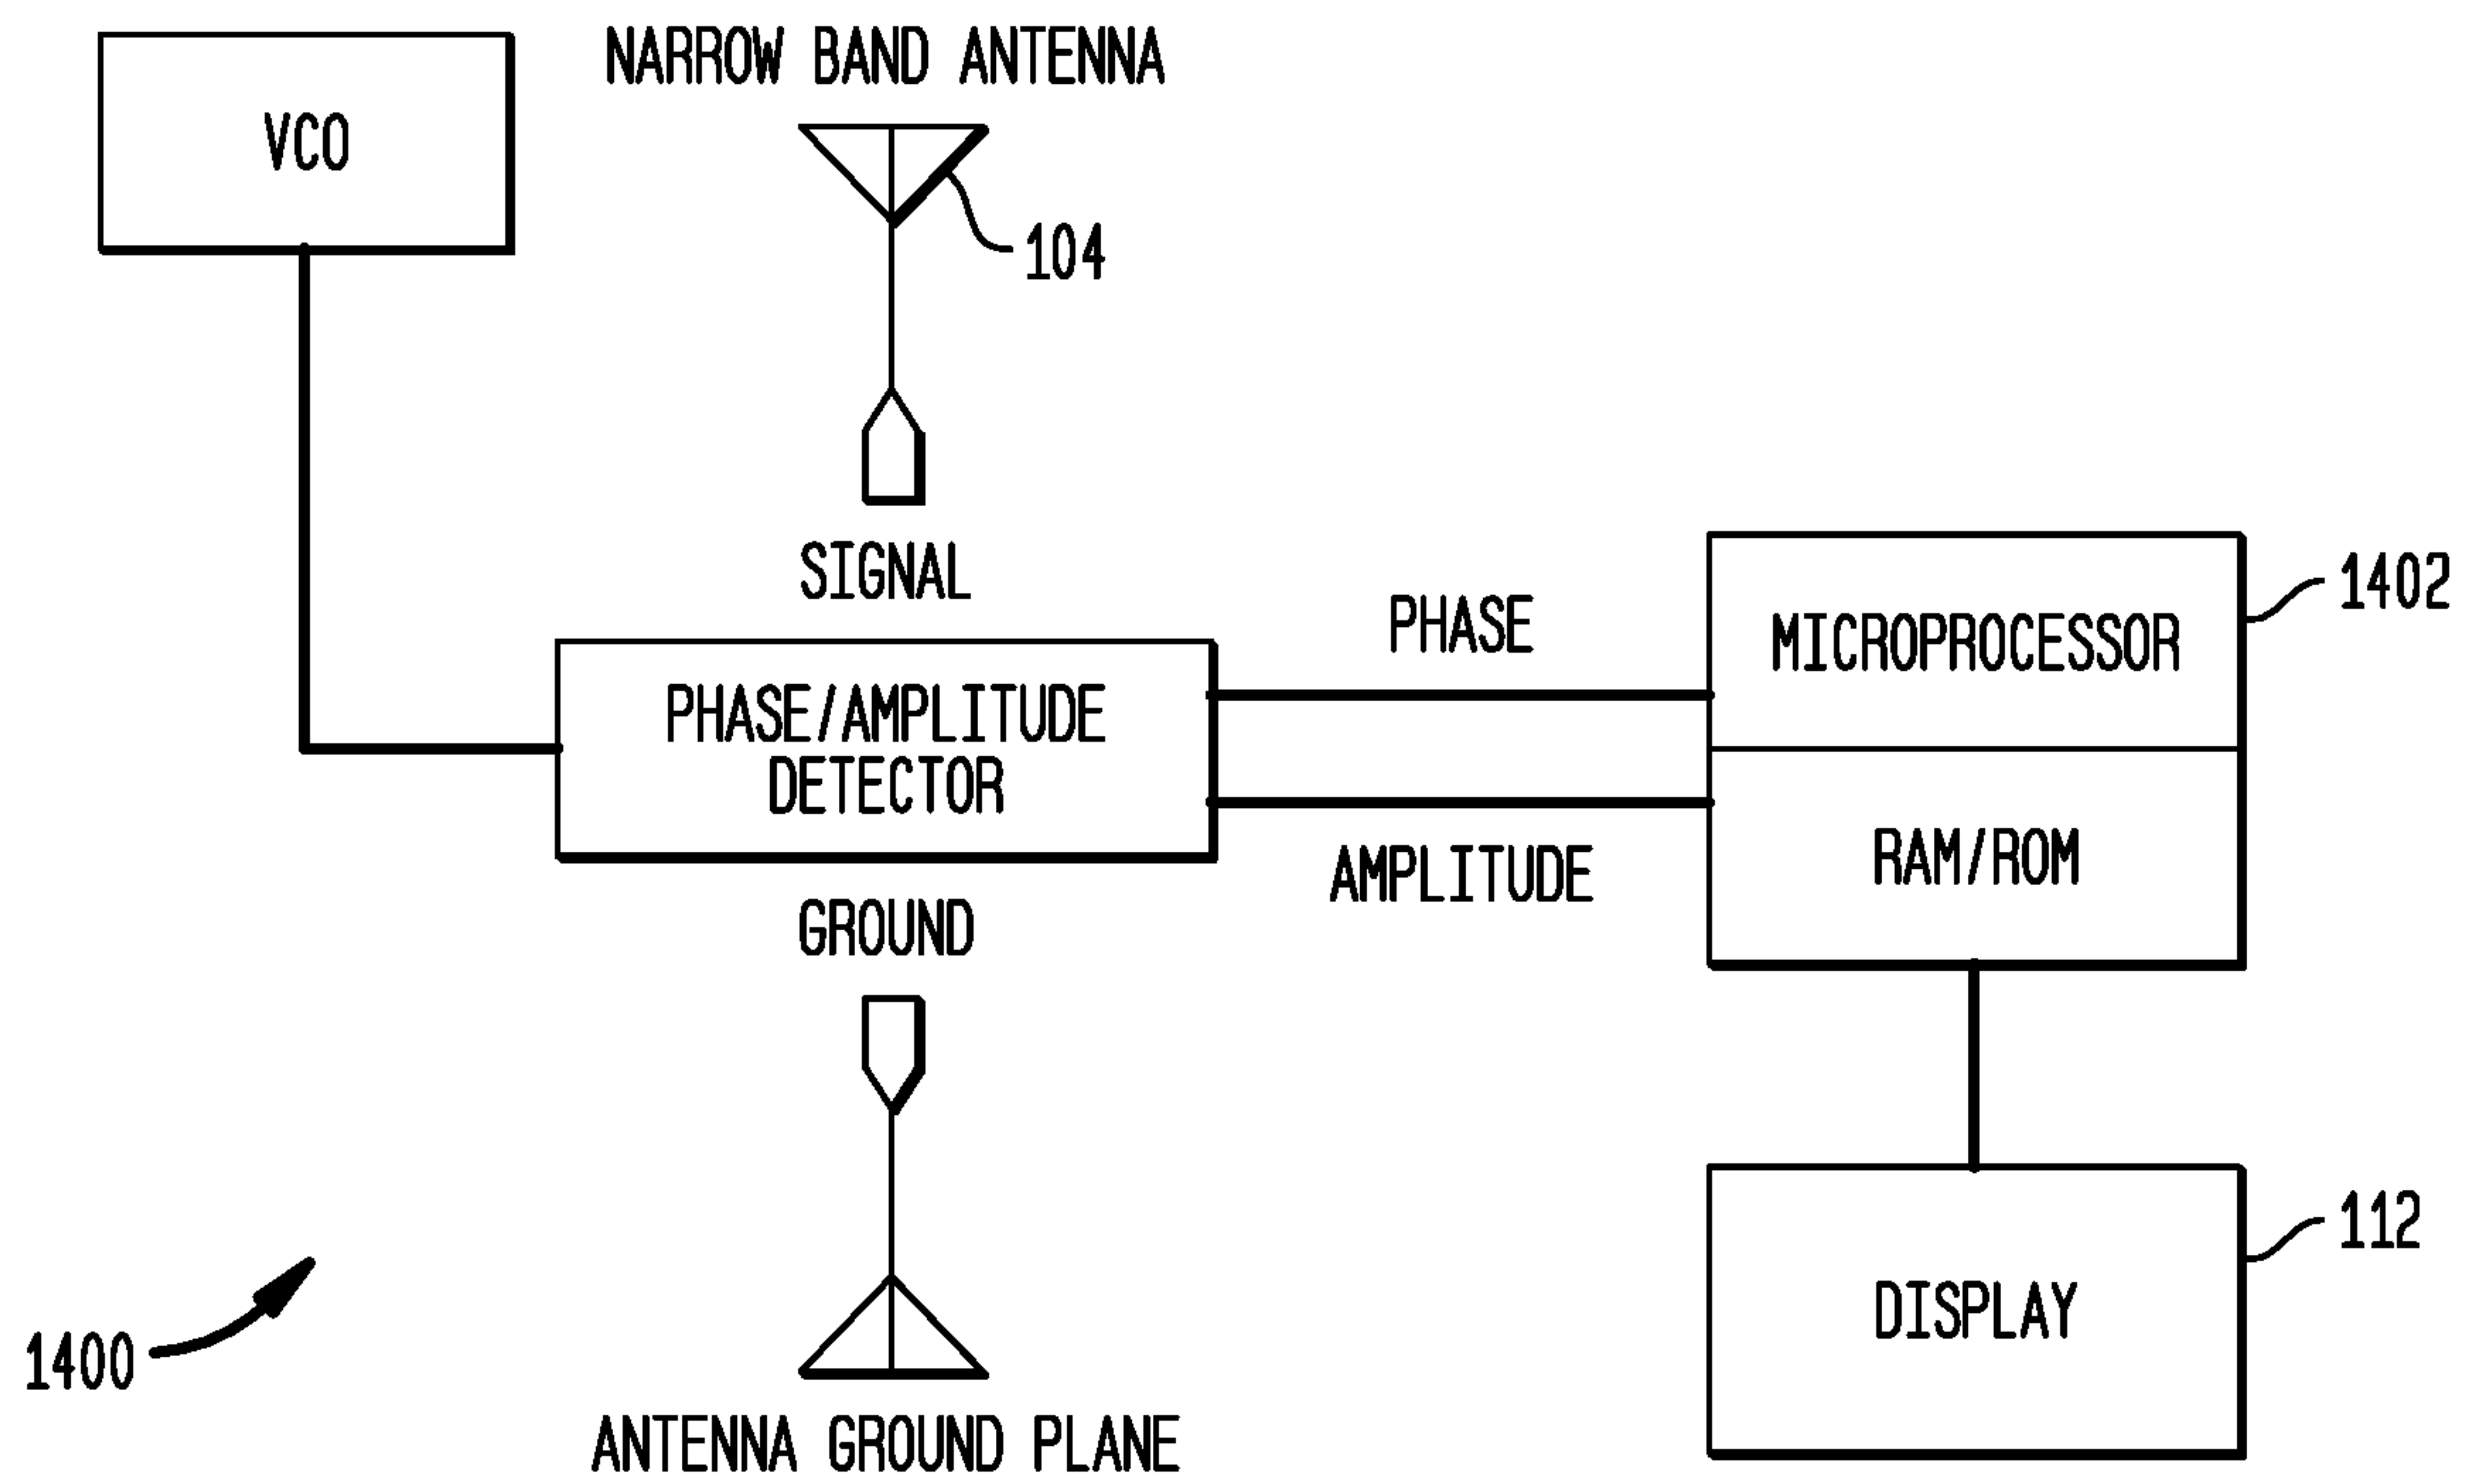 NARROW BAND ANTENNA
VCO
104
SIGNAL
PHASE
1402
MICROPROCESSOR
PHASE/AMPLITUDE
DETECTOR
AMPLITUDE
RAM/ROM
GROUND
112
DISPLAY
1400
ANTENNA GROUND PLANE